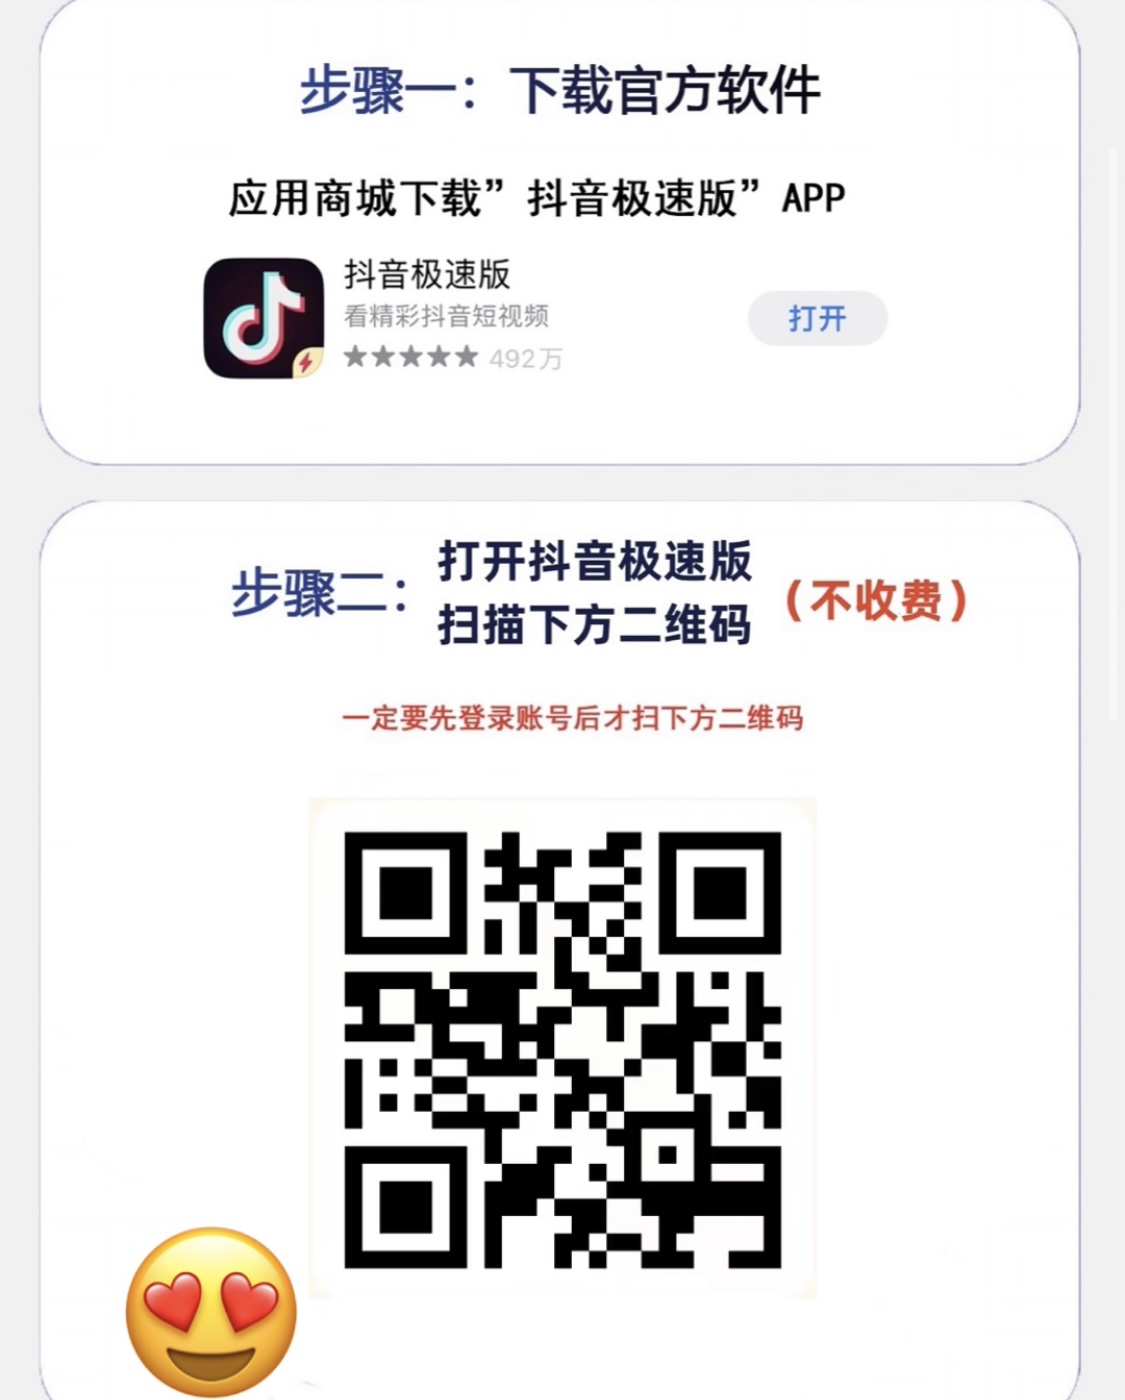 步骤一：下载官方软件
应用商城下载”抖音极速版”APP
抖音极速版
看精彩抖音短视频
★★★★★ 492万
打开
步骤二：
打开抖音极速版
扫描下方二维码
（不收费）
一定要先登录账号后才扫下方二维码